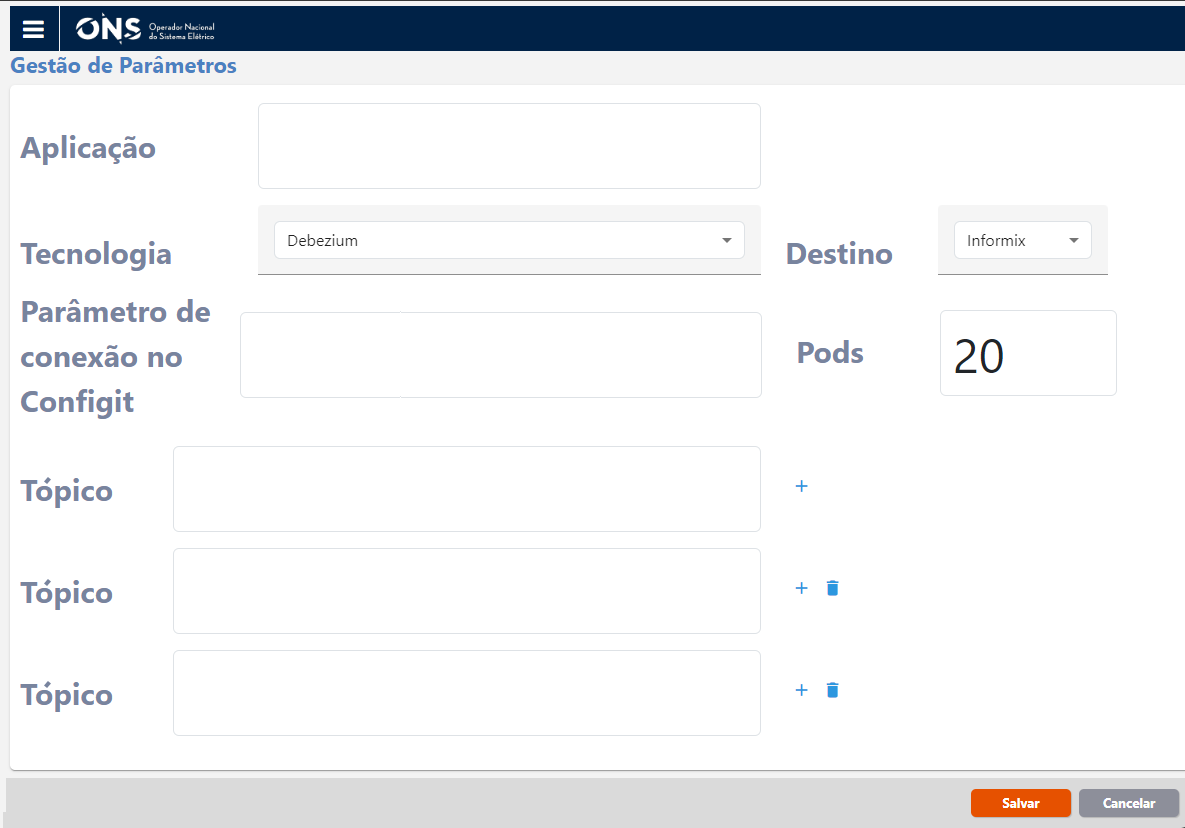 ONS
Operador Nacional
do Sistema Elétrico
Gestão de Parâmetros
Aplicação
Tecnologia
Debezium
Destino
Informix
Parâmetro de
conexão no
Configit
Pods
20
Tópico
+
Tópico
+
Tópico
+
Salvar
Cancelar